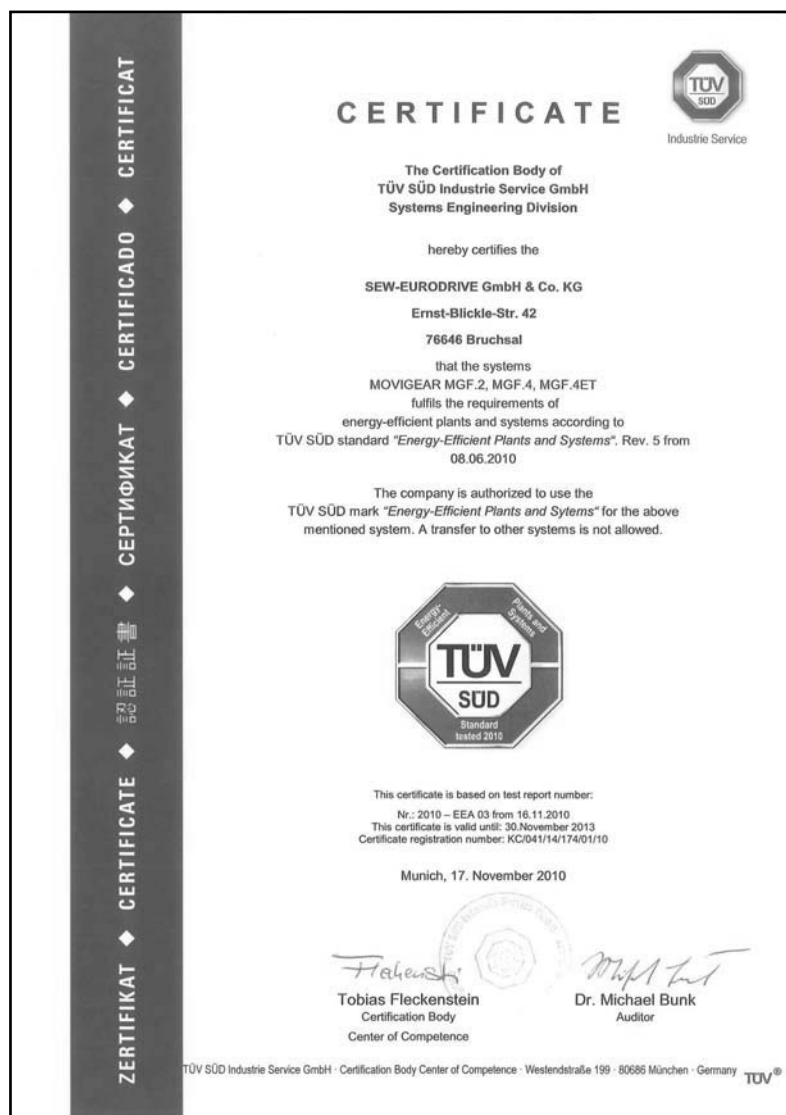 ZERTIFIKAT ◆ CERTIFICATE ◆ 認証証書 ◆ СЕРТИФИКАТ ◆ CERTIFICADO ◆ CERTIFICAT
CERTIFICATE
TÜV
SÜD
Industrie Service
The Certification Body of
TÜV SÜD Industrie Service GmbH
Systems Engineering Division
hereby certifies the
SEW-EURODRIVE GmbH & Co. KG
Ernst-Blickle-Str. 42
76646 Bruchsal
that the systems
MOVIGEAR MGF.2, MGF.4, MGF.4ET
fulfils the requirements of
energy-efficient plants and systems according to
TÜV SÜD standard "Energy-Efficient Plants and Systems". Rev. 5 from
08.06.2010
The company is authorized to use the
TÜV SÜD mark "Energy-Efficient Plants and Sytems" for the above
mentioned system. A transfer to other systems is not allowed.
Energy-
Efficient
Plants and
Systems
TÜV
SÜD
Standard
tested 2010
This certificate is based on test report number:
Nr.: 2010 – EEA 03 from 16.11.2010
This certificate is valid until: 30.November 2013
Certificate registration number: KC/041/14/174/01/10
Munich, 17. November 2010
Tobias Fleckenstein
Certification Body
Center of Competence
Dr. Michael Bunk
Auditor
TÜV SÜD Industrie Service GmbH · Certification Body Center of Competence · Westendstraße 199 · 80686 München · Germany
TÜV®